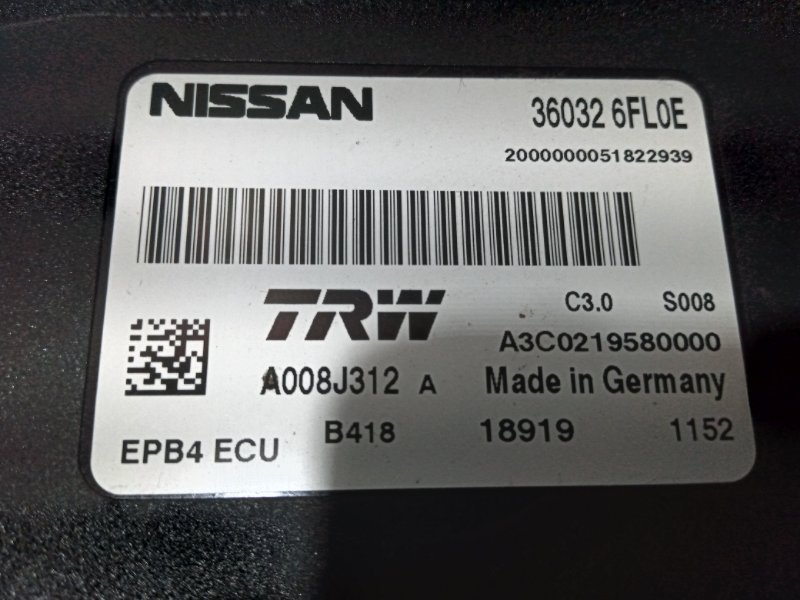 NISSAN 36032 6FL0E
2000000051822939
TRW C3.0 S008
A3C0219580000
A008J312 A Made in Germany
EPB4 ECU B418 18919 1152